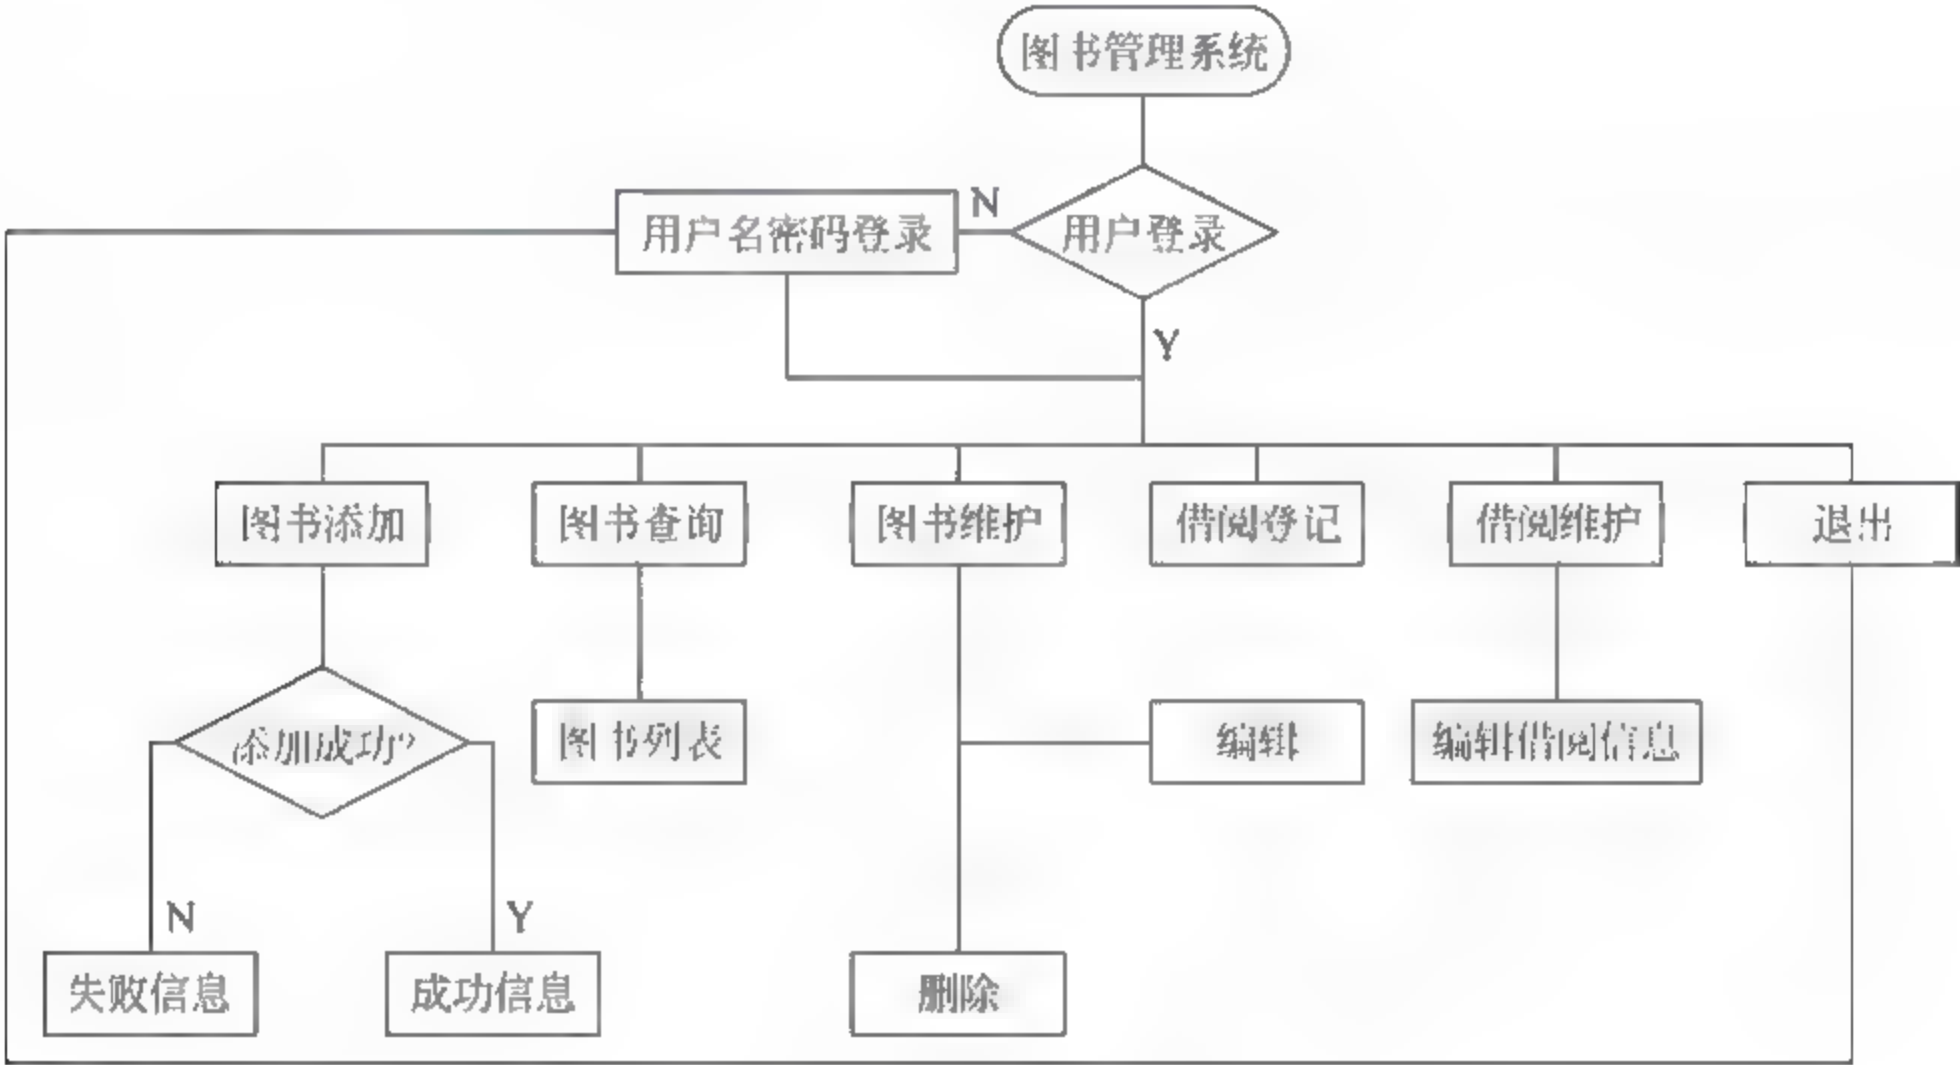 图书管理系统
N
用户名密码登录
用户登录
Y
图书添加
图书查询
图书维护
借阅登记
借阅维护
退出
添加成功?
图书列表
编辑
编辑借阅信息
N
Y
失败信息
成功信息
删除